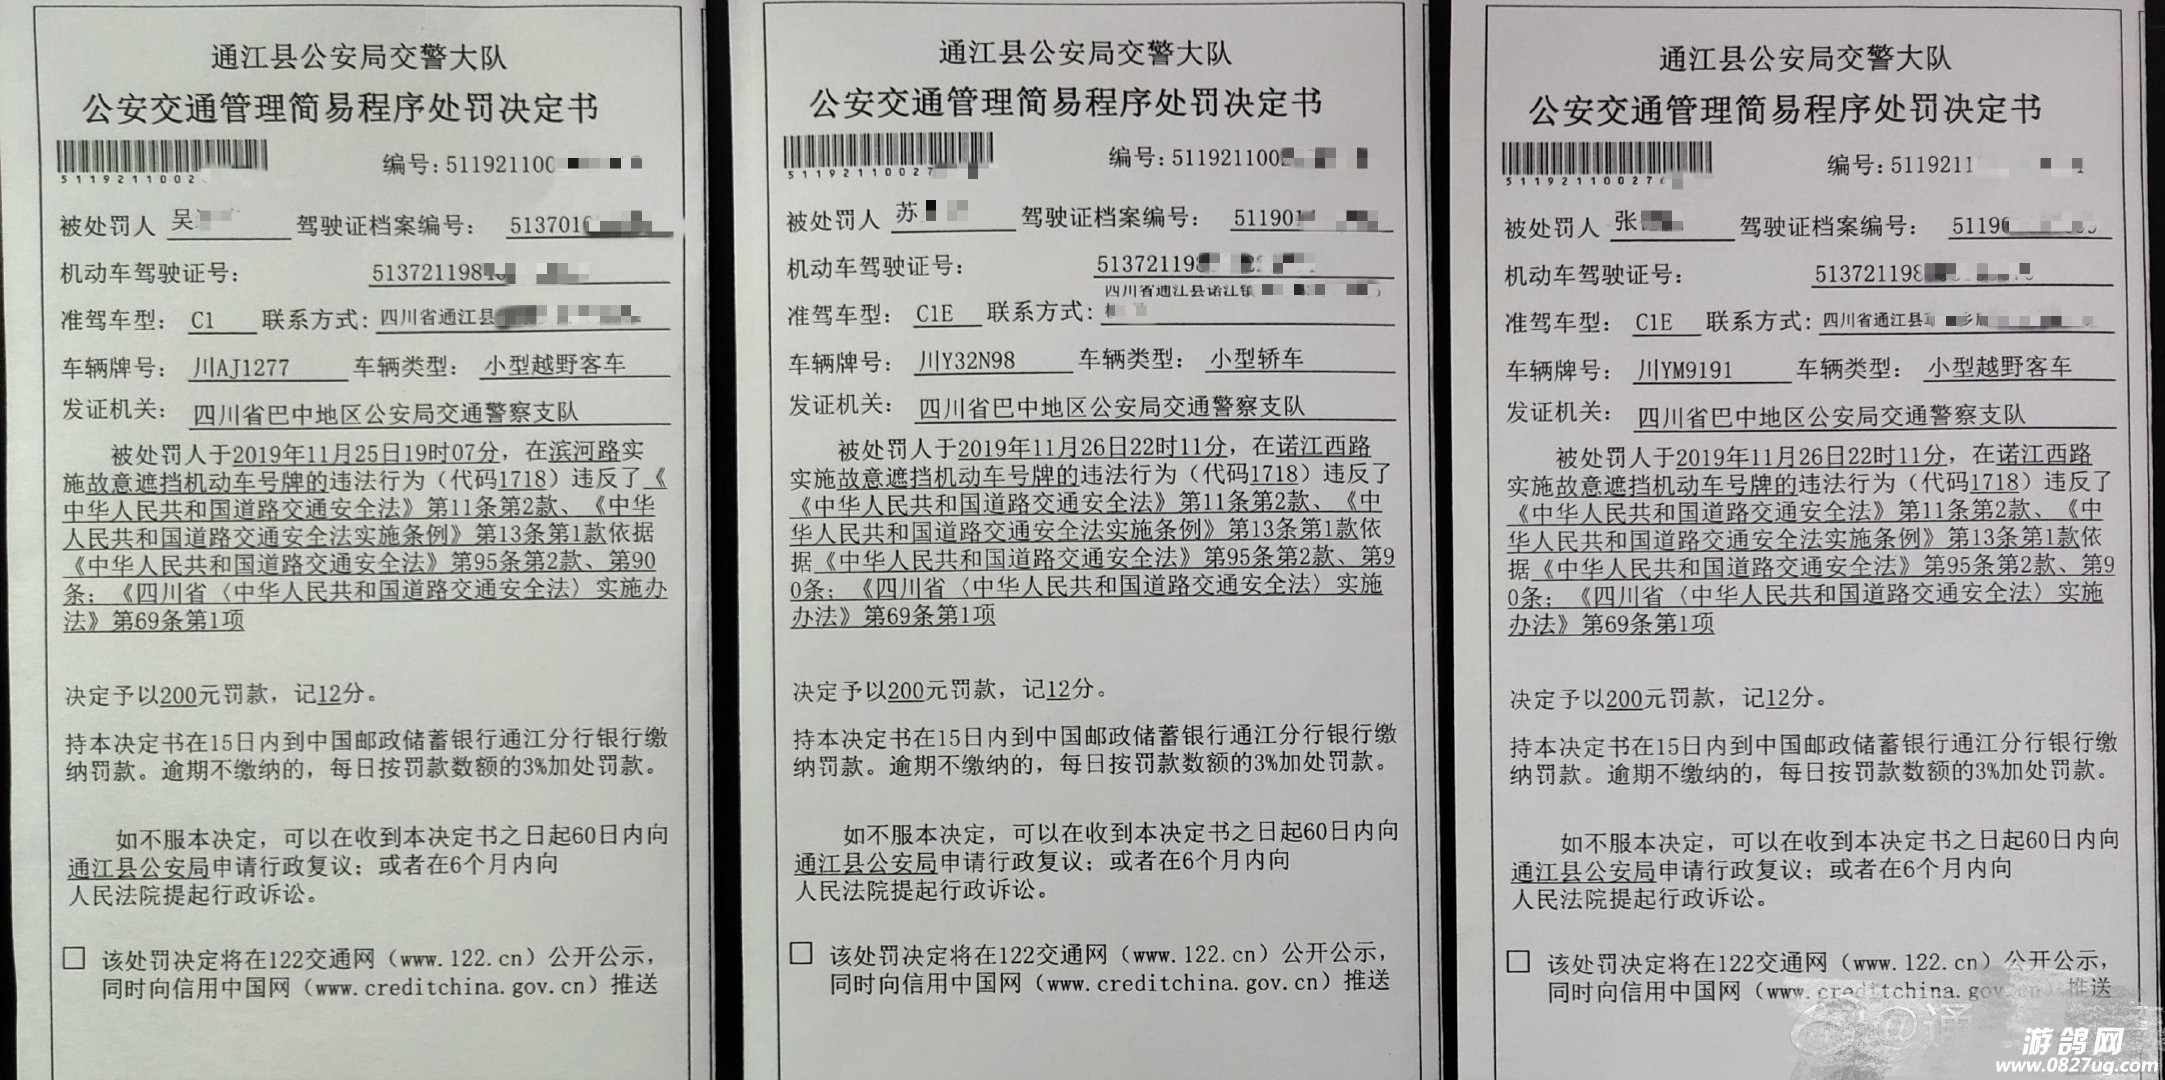 通江县公安局交警大队
公安交通管理简易程序处罚决定书
编号:511921100
5119211002
被处罚人 吴 驾驶证档案编号: 513701
机动车驾驶证号: 5137211984
准驾车型: C1 联系方式: 四川省通江县
车辆牌号: 川AJ1277 车辆类型: 小型越野客车
发证机关: 四川省巴中地区公安局交通警察支队
被处罚人于2019年11月25日19时07分，在滨河路实
施故意遮挡机动车号牌的违法行为（代码1718）违反了《
中华人民共和国道路交通安全法》第11条第2款、《中华
人民共和国道路交通安全法实施条例》第13条第1款依据
《中华人民共和国道路交通安全法》第95条第2款、第90
条；《四川省〈中华人民共和国道路交通安全法〉实施办
法》第69条第1项
决定予以200元罚款，记12分。
持本决定书在15日内到中国邮政储蓄银行通江分行银行缴
纳罚款。逾期不缴纳的，每日按罚款数额的3%加处罚款。
如不服本决定，可以在收到本决定书之日起60日内向
通江县公安局申请行政复议；或者在6个月内向
人民法院提起行政诉讼。
□ 该处罚决定将在122交通网（www.122.cn）公开公示，
同时向信用中国网（www.creditchina.gov.cn）推送
通江县公安局交警大队
公安交通管理简易程序处罚决定书
编号:511921100
51192110027
被处罚人 苏 驾驶证档案编号: 511901
机动车驾驶证号: 513721198
四川省通江县诺江镇
准驾车型: C1E 联系方式:
车辆牌号: 川Y32N98 车辆类型: 小型轿车
发证机关: 四川省巴中地区公安局交通警察支队
被处罚人于2019年11月26日22时11分，在诺江西路
实施故意遮挡机动车号牌的违法行为（代码1718）违反了
《中华人民共和国道路交通安全法》第11条第2款、《中
华人民共和国道路交通安全法实施条例》第13条第1款依
据《中华人民共和国道路交通安全法》第95条第2款、第9
0条；《四川省〈中华人民共和国道路交通安全法〉实施
办法》第69条第1项
决定予以200元罚款，记12分。
持本决定书在15日内到中国邮政储蓄银行通江分行银行缴
纳罚款。逾期不缴纳的，每日按罚款数额的3%加处罚款。
如不服本决定，可以在收到本决定书之日起60日内向
通江县公安局申请行政复议；或者在6个月内向
人民法院提起行政诉讼。
□ 该处罚决定将在122交通网（www.122.cn）公开公示，
同时向信用中国网（www.creditchina.gov.cn）推送
通江县公安局交警大队
公安交通管理简易程序处罚决定书
编号:5119211
51192110027
被处罚人 张 驾驶证档案编号: 5119
机动车驾驶证号: 513721198
准驾车型: C1E 联系方式: 四川省通江县
车辆牌号: 川YM9191 车辆类型: 小型越野客车
发证机关: 四川省巴中地区公安局交通警察支队
被处罚人于2019年11月26日22时11分，在诺江西路
实施故意遮挡机动车号牌的违法行为（代码1718）违反了
《中华人民共和国道路交通安全法》第11条第2款、《中
华人民共和国道路交通安全法实施条例》第13条第1款依
据《中华人民共和国道路交通安全法》第95条第2款、第9
0条；《四川省〈中华人民共和国道路交通安全法〉实施
办法》第69条第1项
决定予以200元罚款，记12分。
持本决定书在15日内到中国邮政储蓄银行通江分行银行缴
纳罚款。逾期不缴纳的，每日按罚款数额的3%加处罚款。
如不服本决定，可以在收到本决定书之日起60日内向
通江县公安局申请行政复议；或者在6个月内向
人民法院提起行政诉讼。
□ 该处罚决定将在122交通网（www.122.cn）公开公示，
同时向信用中国网（www.creditchina.gov.cn）推送
@通
游鸽网
www.0827ug.com